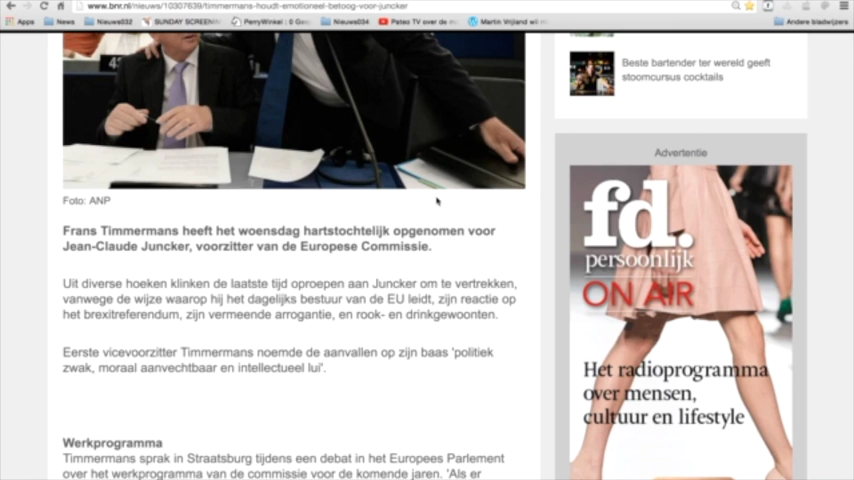 www.bnr.nl/nieuws/10307639/timmermans-houdt-emotioneel-betoog-voor-juncker
Apps News Nieuws032 SUNDAY SCREENIN PerryWinkel ; 0 Geo Nieuws034 Pateo TV over de m Martin Vrijland wil m Andere bladwijzers
Beste bartender ter wereld geeft
stoomcursus cocktails
Foto: ANP
Frans Timmermans heeft het woensdag hartstochtelijk opgenomen voor
Jean-Claude Juncker, voorzitter van de Europese Commissie.
Uit diverse hoeken klinken de laatste tijd oproepen aan Juncker om te vertrekken,
vanwege de wijze waarop hij het dagelijks bestuur van de EU leidt, zijn reactie op
het brexitreferendum, zijn vermeende arrogantie, en rook- en drinkgewoonten.
Eerste vicevoorzitter Timmermans noemde de aanvallen op zijn baas 'politiek
zwak, moraal aanvechtbaar en intellectueel lui'.
Werkprogramma
Timmermans sprak in Straatsburg tijdens een debat in het Europees Parlement
over het werkprogramma van de commissie voor de komende jaren. 'Als er
Advertentie
fd.
persoonlijk
ON AIR
Het radioprogramma
over mensen,
cultuur en lifestyle